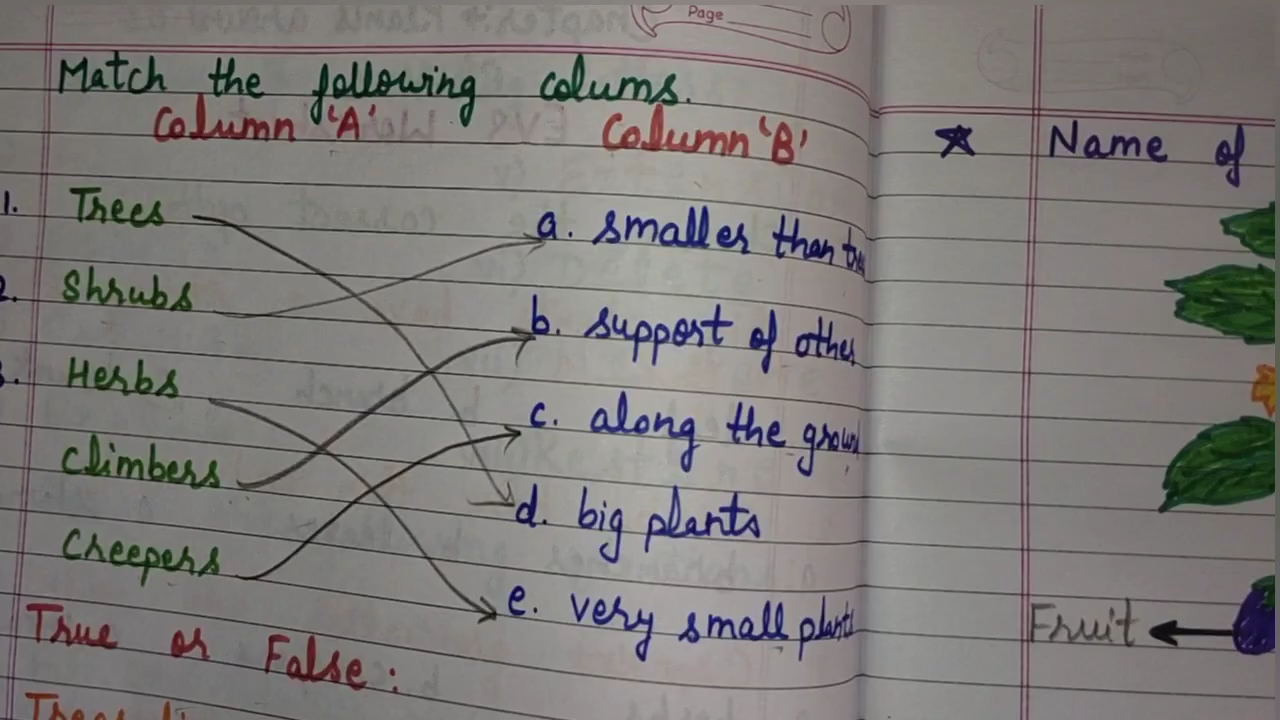 Page
Match the following colums.
Column 'A' Column 'B'
1. Trees a. smaller than
2. Shrubs b. support of other
3. Herbs c. along the ground
Climbers d. big plants
Creepers e. very small plants
True or False :
Trees
★ Name of
Fruit